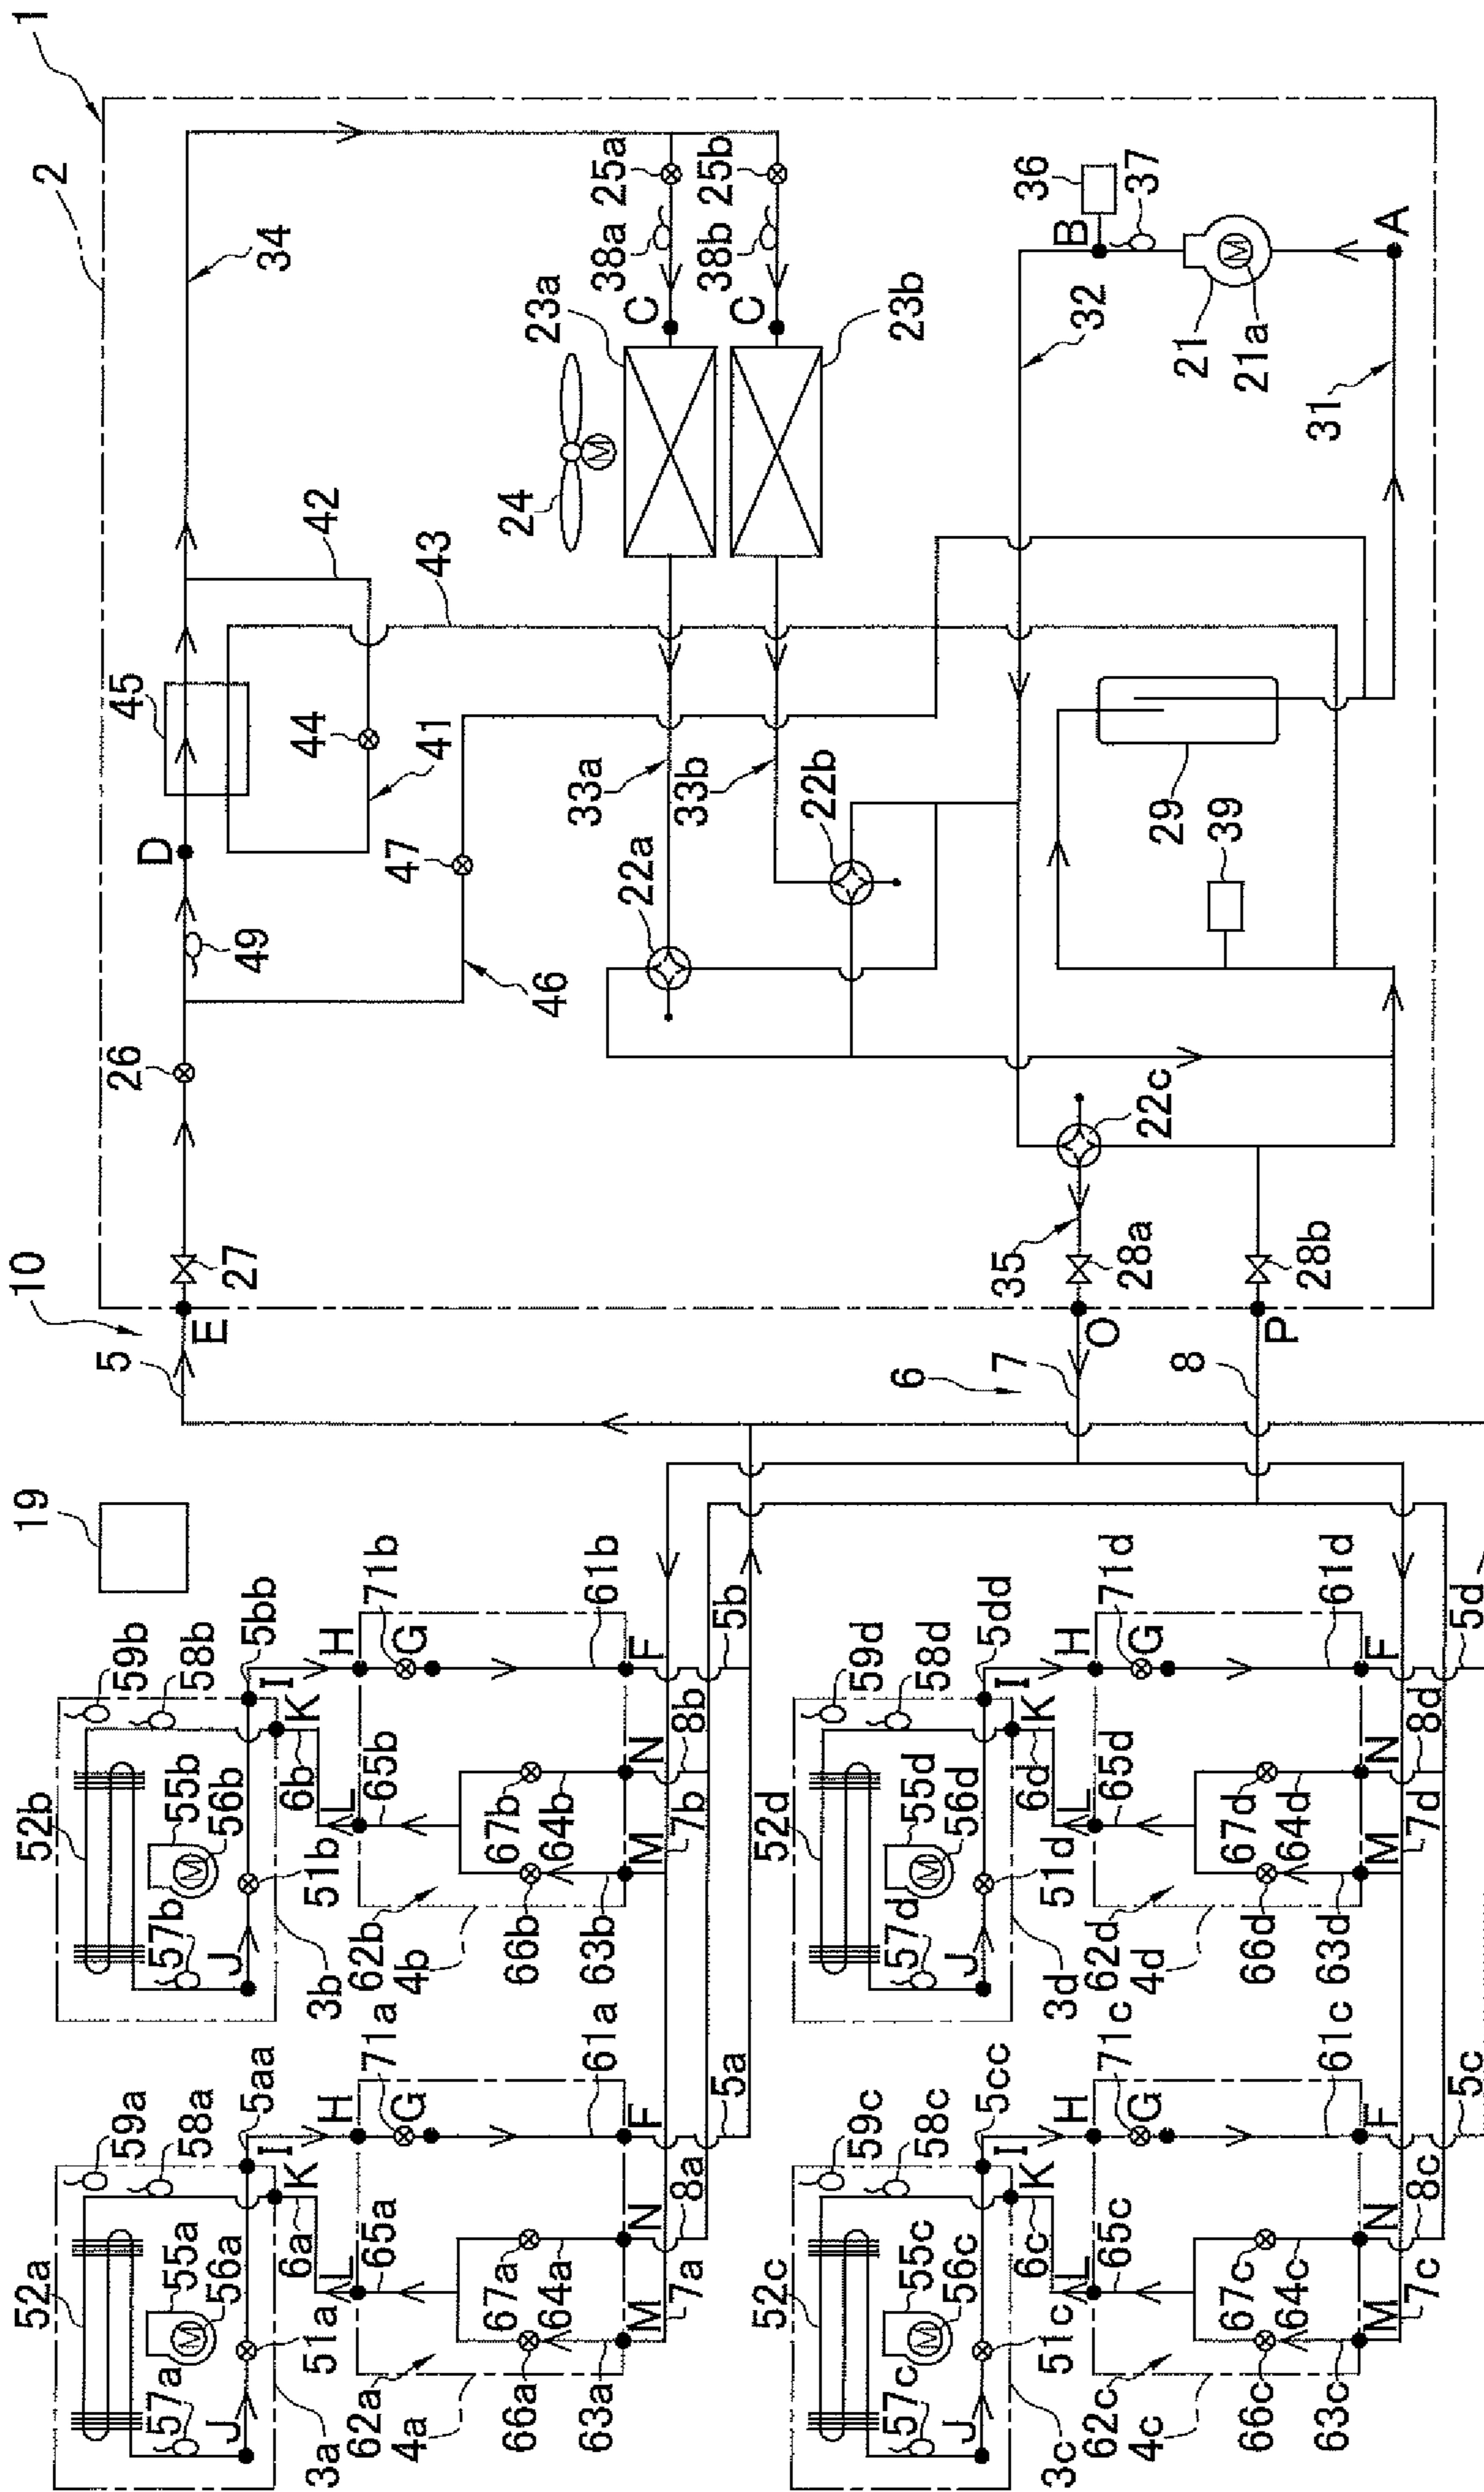 1
2
10
5
E
27
26
49
D
45
34
42
43
44
41
46
47
24
23a
23b
C
C
38a
38b
25a
25b
33a
33b
22a
22b
22c
32
36
37
B
21
21a
31
A
29
39
35
28a
28b
O
P
6
7
8
19
52a
59a
58a
55a
56a
57a
51a
J
I
K
5aa
3a
6a
H
L
71a
G
65a
62a
4a
67a
66a
64a
63a
61a
M
N
F
7a
8a
5a
52b
59b
58b
55b
56b
57b
51b
J
I
K
5bb
3b
6b
H
L
71b
G
65b
62b
4b
67b
66b
64b
63b
61b
M
N
F
7b
8b
5b
52c
59c
58c
55c
56c
57c
51c
J
I
K
5cc
3c
6c
H
L
71c
G
65c
62c
4c
67c
66c
64c
63c
61c
M
N
F
7c
8c
5c
52d
59d
58d
55d
56d
57d
51d
J
I
K
5dd
3d
6d
H
L
71d
G
65d
62d
4d
67d
66d
64d
63d
61d
M
N
F
7d
8d
5d
M
M
M
M
M
M